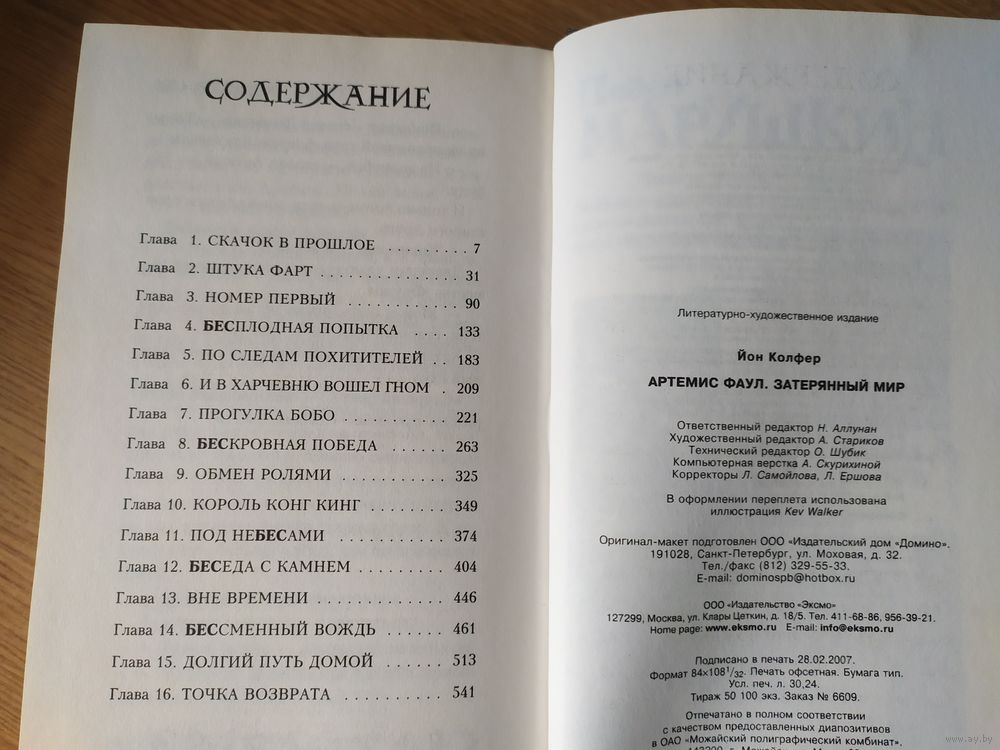 СОДЕРЖАНИЕ
Глава 1. СКАЧОК В ПРОШЛОЕ . . . . . . . . . 7
Глава 2. ШТУКА ФАРТ . . . . . . . . . . . . . . . 31
Глава 3. НОМЕР ПЕРВЫЙ . . . . . . . . . . . . 90
Глава 4. БЕСПЛОДНАЯ ПОПЫТКА . . . . 133
Глава 5. ПО СЛЕДАМ ПОХИТИТЕЛЕЙ . . 183
Глава 6. И В ХАРЧЕВНЮ ВОШЕЛ ГНОМ . 209
Глава 7. ПРОГУЛКА БОБО . . . . . . . . . . . . 221
Глава 8. БЕСКРОВНАЯ ПОБЕДА . . . . . . . 263
Глава 9. ОБМЕН РОЛЯМИ . . . . . . . . . . . . 325
Глава 10. КОРОЛЬ КОНГ КИНГ . . . . . . . . . 349
Глава 11. ПОД НЕБЕСАМИ . . . . . . . . . . . 374
Глава 12. БЕСЕДА С КАМНЕМ . . . . . . . . . 404
Глава 13. ВНЕ ВРЕМЕНИ . . . . . . . . . . . . . 446
Глава 14. БЕССМЕННЫЙ ВОЖДЬ . . . . . . 461
Глава 15. ДОЛГИЙ ПУТЬ ДОМОЙ . . . . . . 513
Глава 16. ТОЧКА ВОЗВРАТА . . . . . . . . . . 541
Литературно-художественное издание
Йон Колфер
АРТЕМИС ФАУЛ. ЗАТЕРЯННЫЙ МИР
Ответственный редактор Н. Аллунан
Художественный редактор А. Стариков
Технический редактор О. Шубик
Компьютерная верстка А. Скурихиной
Корректоры Л. Самойлова, Л. Ершова
В оформлении переплета использована
иллюстрация Kev Walker
Оригинал-макет подготовлен ООО «Издательский дом «Домино».
191028, Санкт-Петербург, ул. Моховая, д. 32.
Тел./факс (812) 329-55-33.
E-mail: dominospb@hotbox.ru
ООО «Издательство «Эксмо»
127299, Москва, ул. Клары Цеткин, д. 18/5. Тел. 411-68-86, 956-39-21.
Home page: www.eksmo.ru E-mail: info@eksmo.ru
Подписано в печать 28.02.2007.
Формат 84×108 1/32. Печать офсетная. Бумага тип.
Усл. печ. л. 30,24.
Тираж 50 100 экз. Заказ № 6609.
Отпечатано в полном соответствии
с качеством предоставленных диапозитивов
в ОАО «Можайский полиграфический комбинат».
www.ay.by